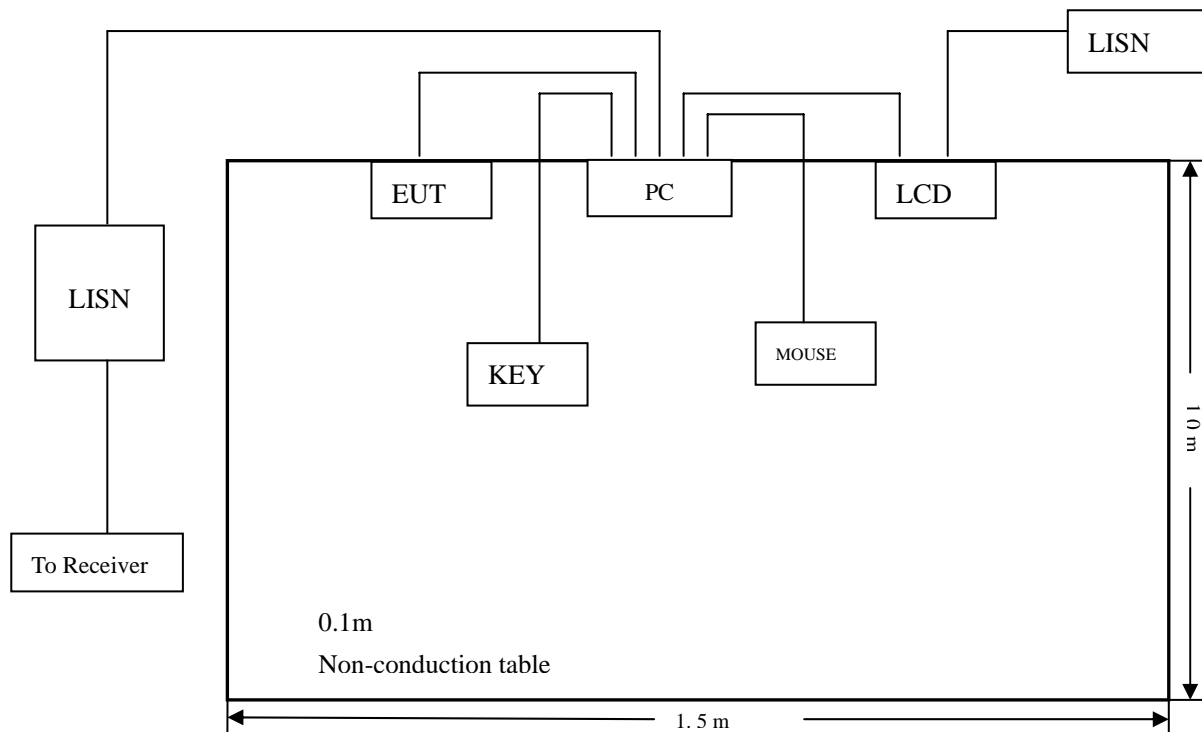 LISN
EUT
PC
LCD
LISN
KEY
MOUSE
1.0 m
To Receiver
0.1m
Non-conduction table
1. 5 m